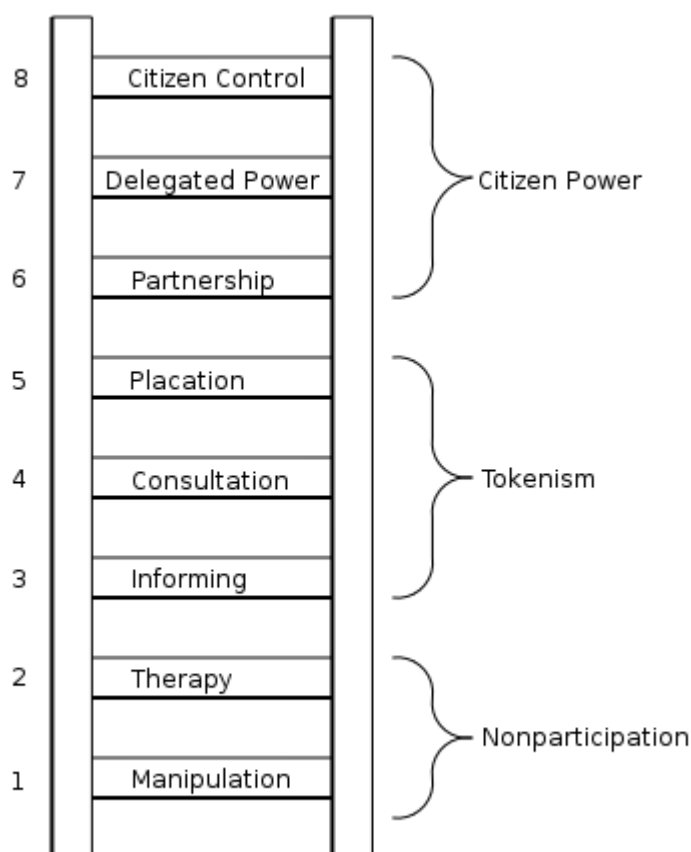 8 Citizen Control
7 Delegated Power
Citizen Power
6 Partnership
5 Placation
4 Consultation
Tokenism
3 Informing
2 Therapy
Nonparticipation
1 Manipulation